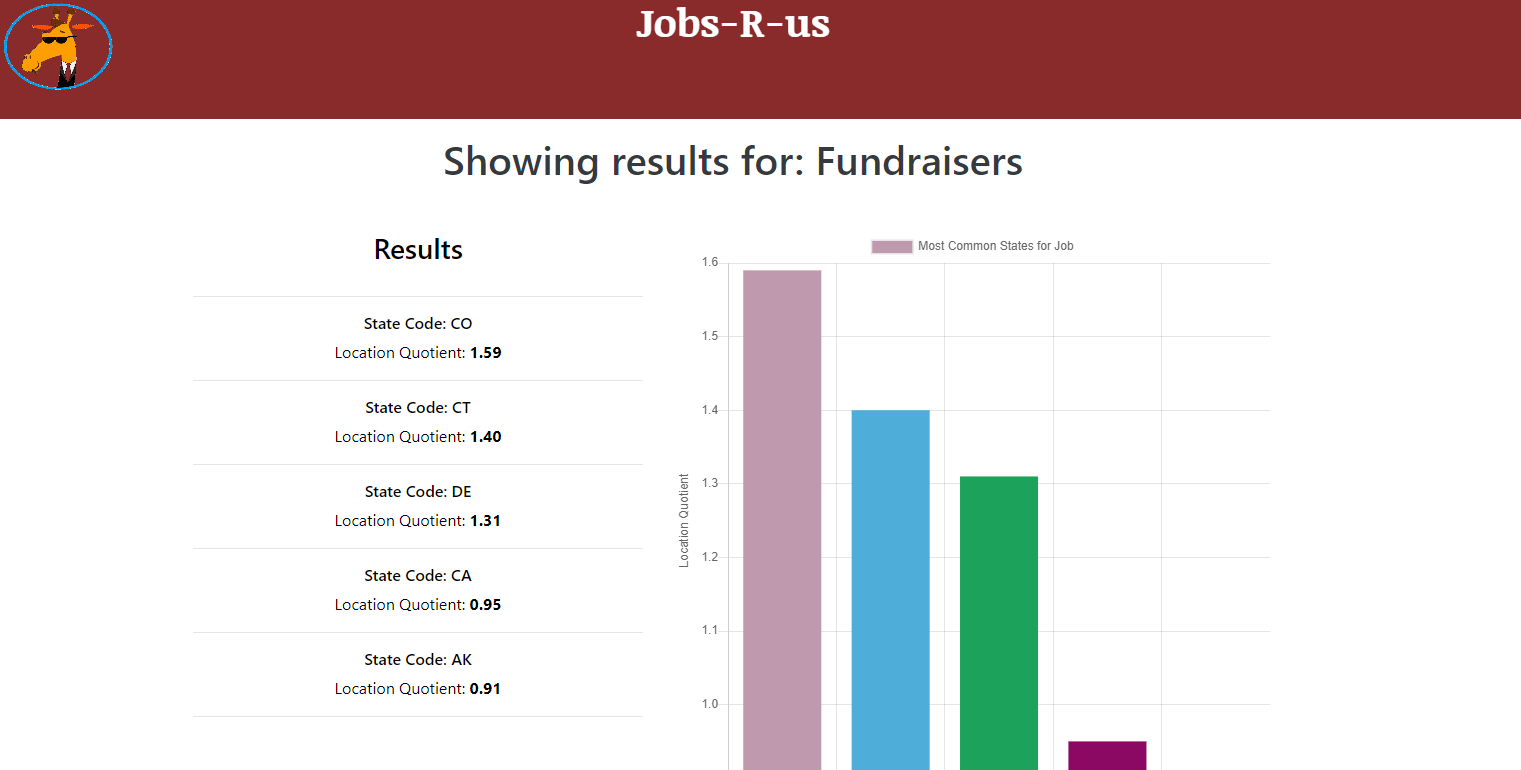 Jobs-R-us
Showing results for: Fundraisers
Results
State Code: CO
Location Quotient: 1.59
State Code: CT
Location Quotient: 1.40
State Code: DE
Location Quotient: 1.31
State Code: CA
Location Quotient: 0.95
State Code: AK
Location Quotient: 0.91
Most Common States for Job
1.6
1.5
1.4
1.3
1.2
1.1
1.0
Location Quotient